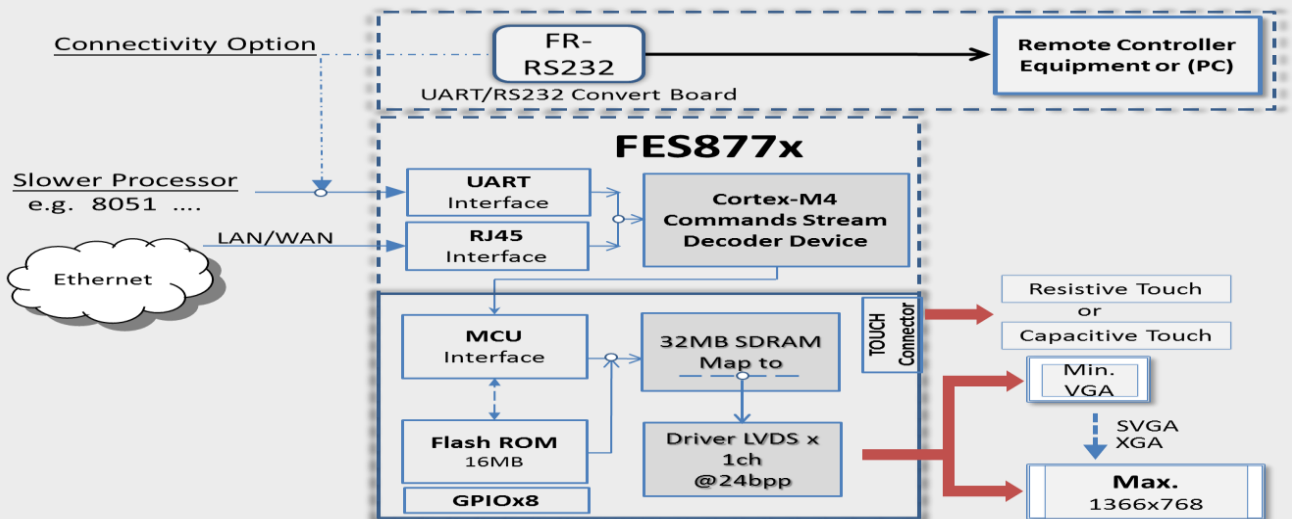 Connectivity Option
FR-
RS232
UART/RS232 Convert Board
Remote Controller
Equipment or (PC)
FES877x
Slower Processor
e.g. 8051 ....
UART
Interface
LAN/WAN
RJ45
Interface
Cortex-M4
Commands Stream
Decoder Device
Ethernet
MCU
Interface
32MB SDRAM
Map to
TOUCH
Connector
Resistive Touch
or
Capacitive Touch
Min.
VGA
SVGA
XGA
Flash ROM
16MB
Driver LVDS x
1ch
@24bpp
GPIOx8
Max.
1366x768